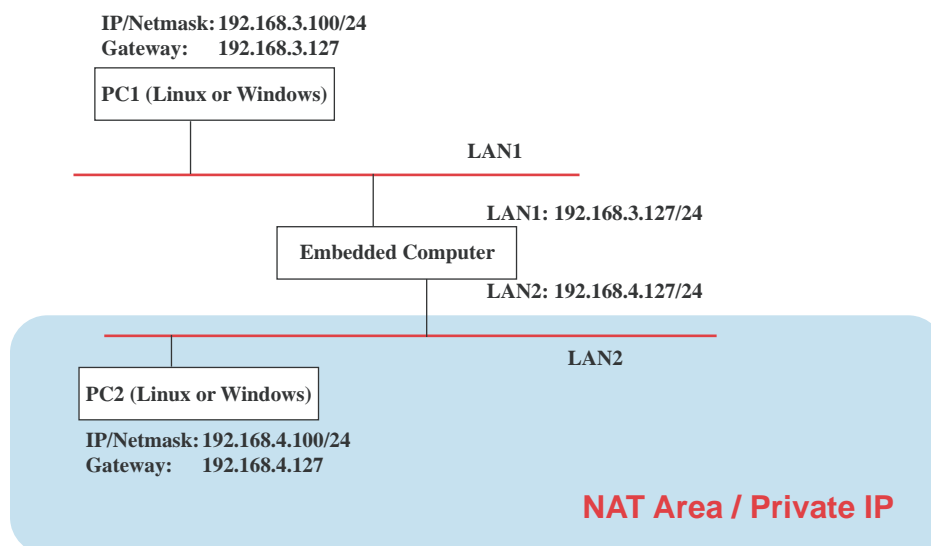 IP/Netmask: 192.168.3.100/24
Gateway: 192.168.3.127
PC1 (Linux or Windows)
LAN1
LAN1: 192.168.3.127/24
Embedded Computer
LAN2: 192.168.4.127/24
LAN2
PC2 (Linux or Windows)
IP/Netmask: 192.168.4.100/24
Gateway: 192.168.4.127
NAT Area / Private IP